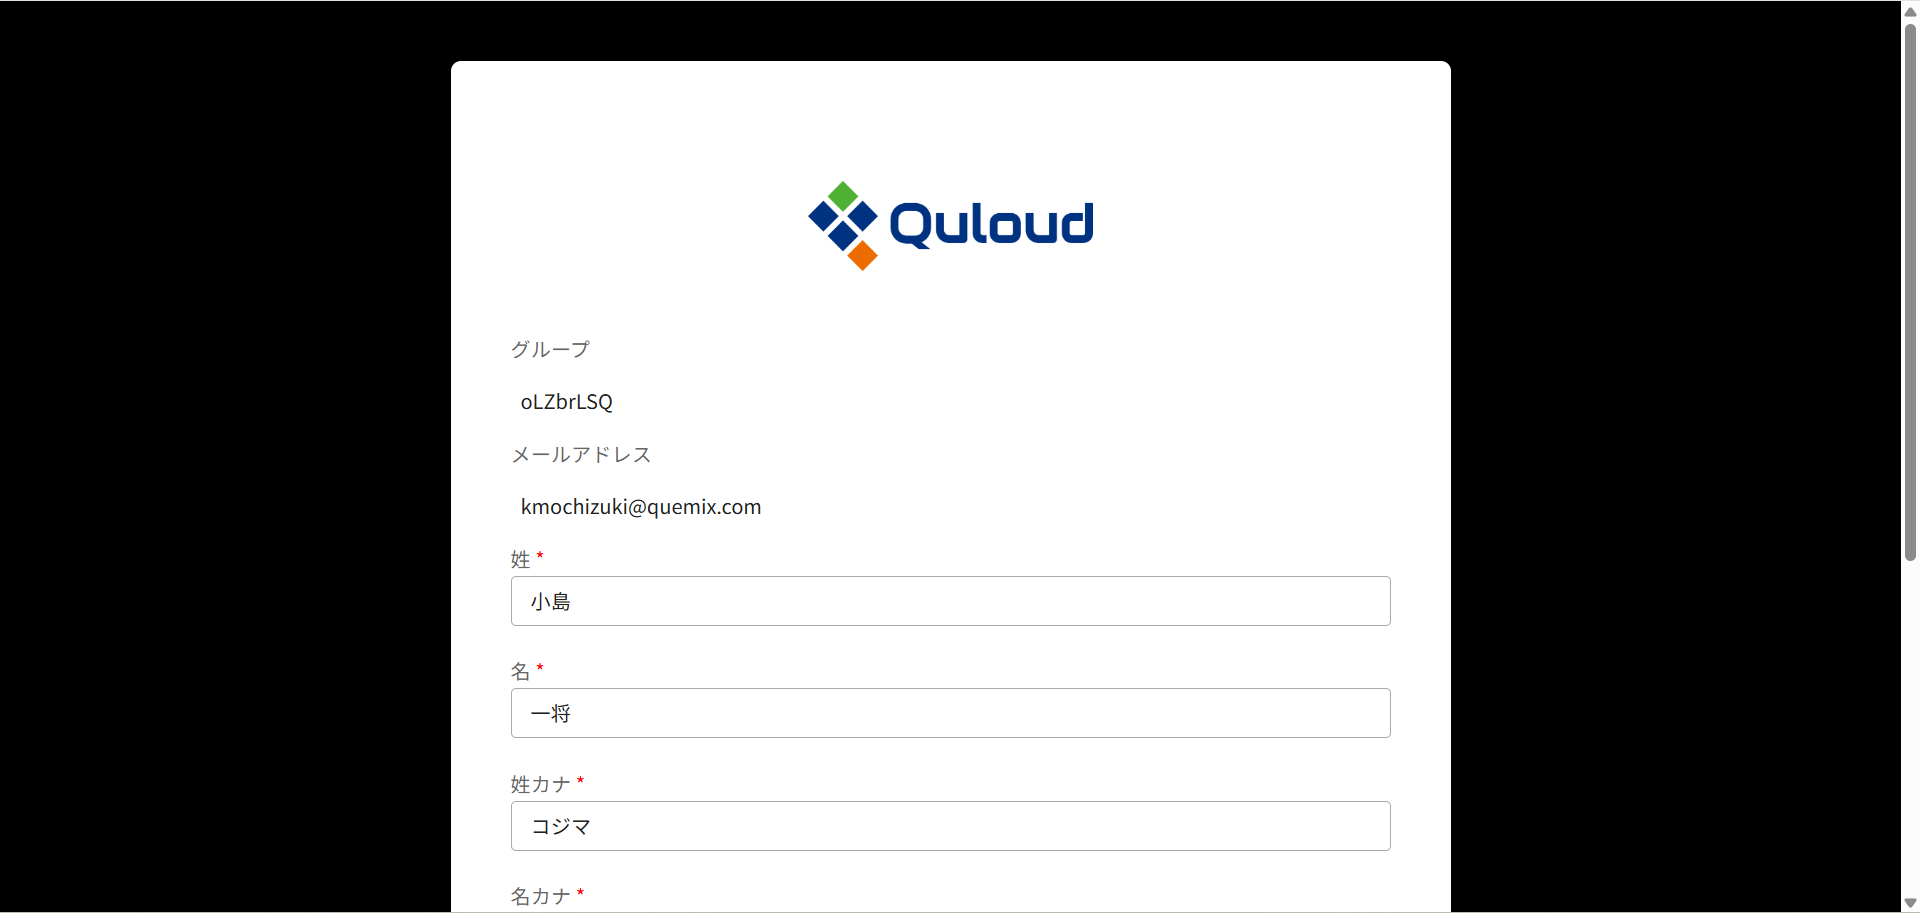 Quloud
グループ
oLZbrLSQ
メールアドレス
kmochizuki@quemix.com
姓 *
小島
名 *
一将
姓カナ *
コジマ
名カナ *